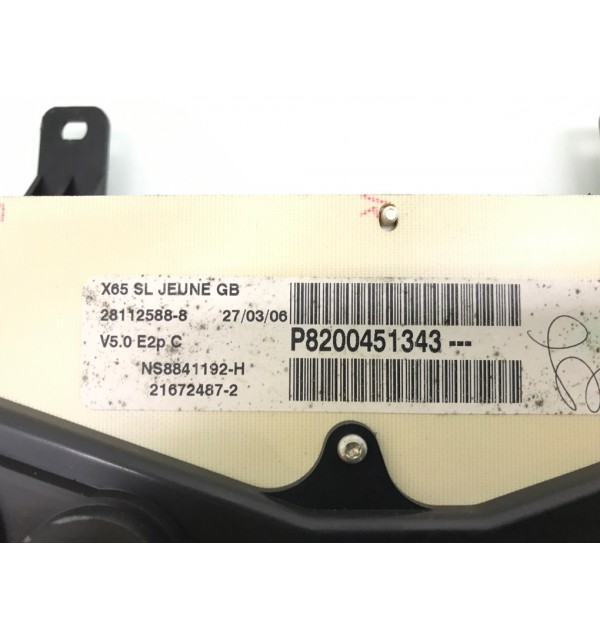 X65 SL JEUNE GB
28112588-8 27/03/06
V5.0 E2p C P8200451343 ---
NS8841192-H
21672487-2